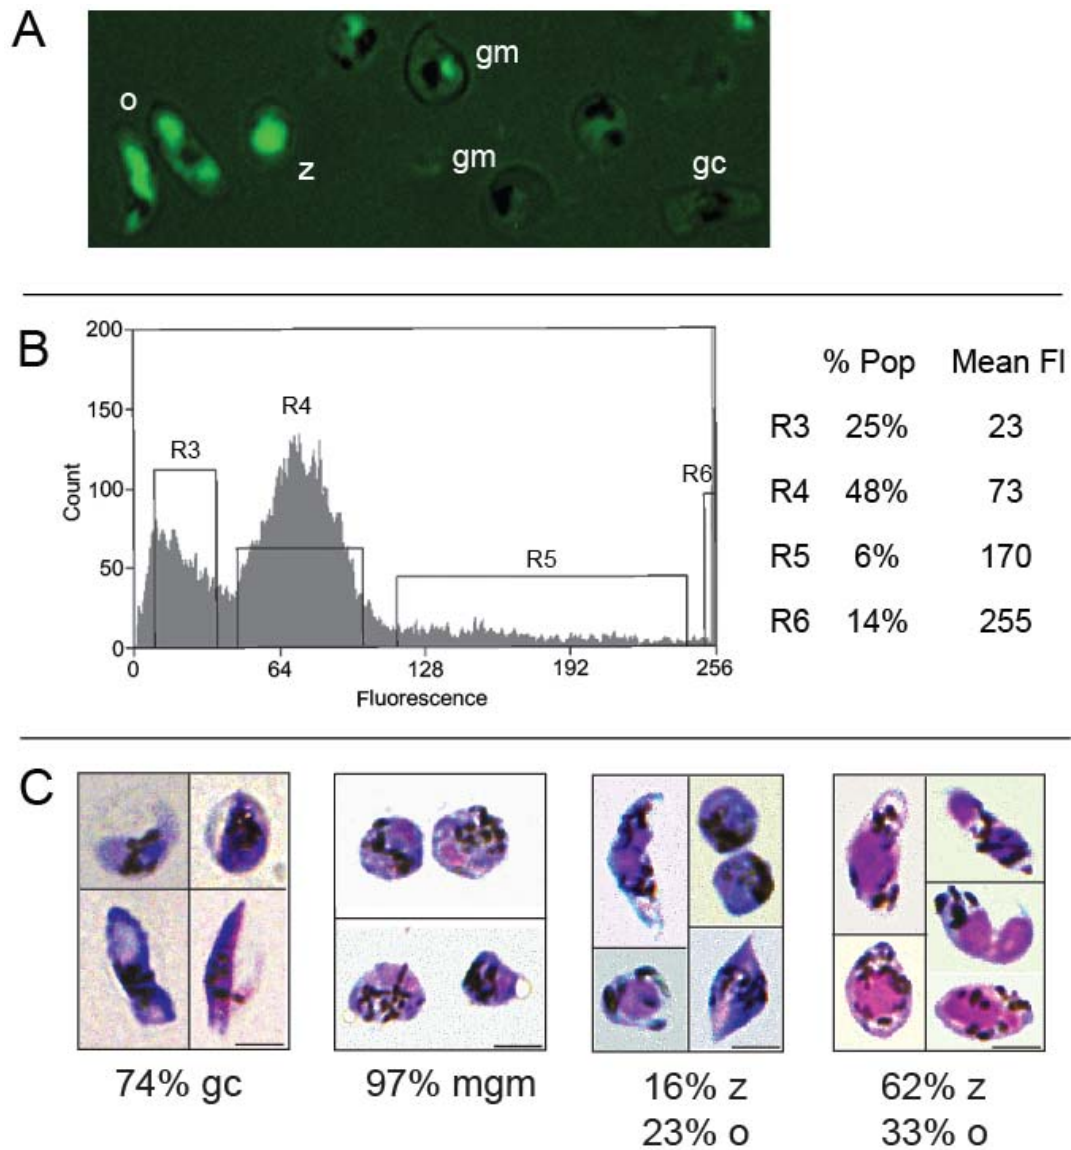 A
o
z
gm
gm
gc
B
200
150
100
50
0
Count
R3
R4
R5
R6
0 64 128 192 256
Fluorescence
% Pop Mean Fl
R3 25% 23
R4 48% 73
R5 6% 170
R6 14% 255
C
74% gc
97% mgm
16% z
23% o
62% z
33% o